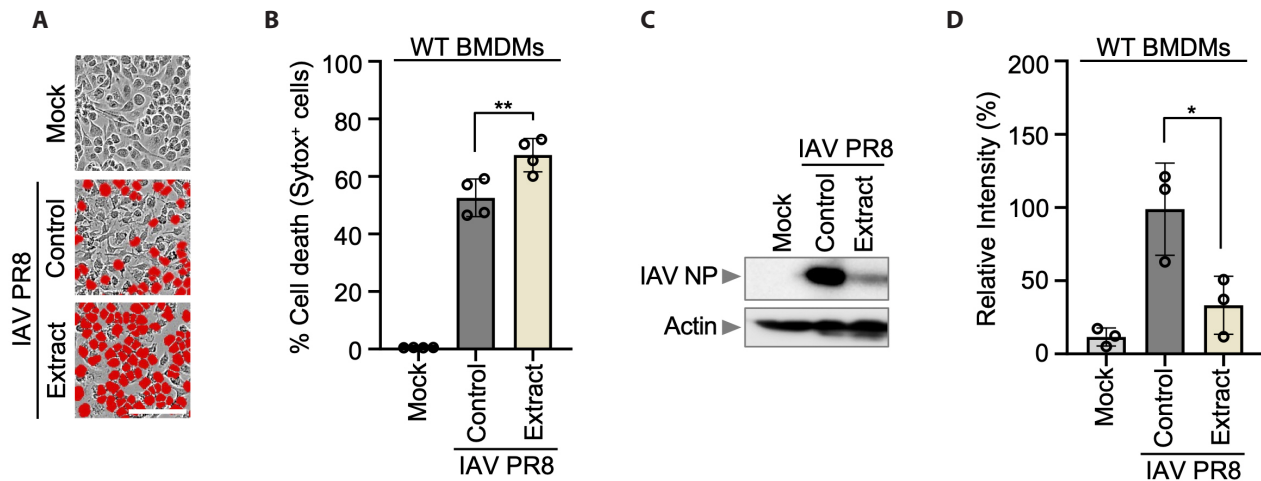 A
Mock
Control
Extract
IAV PR8
B
WT BMDMs
% Cell death (Sytox⁺ cells)
100
80
60
40
20
0
**
Mock
Control
Extract
IAV PR8
C
IAV PR8
Mock
Control
Extract
IAV NP
Actin
D
WT BMDMs
Relative Intensity (%)
200
150
100
50
0
*
Mock
Control
Extract
IAV PR8